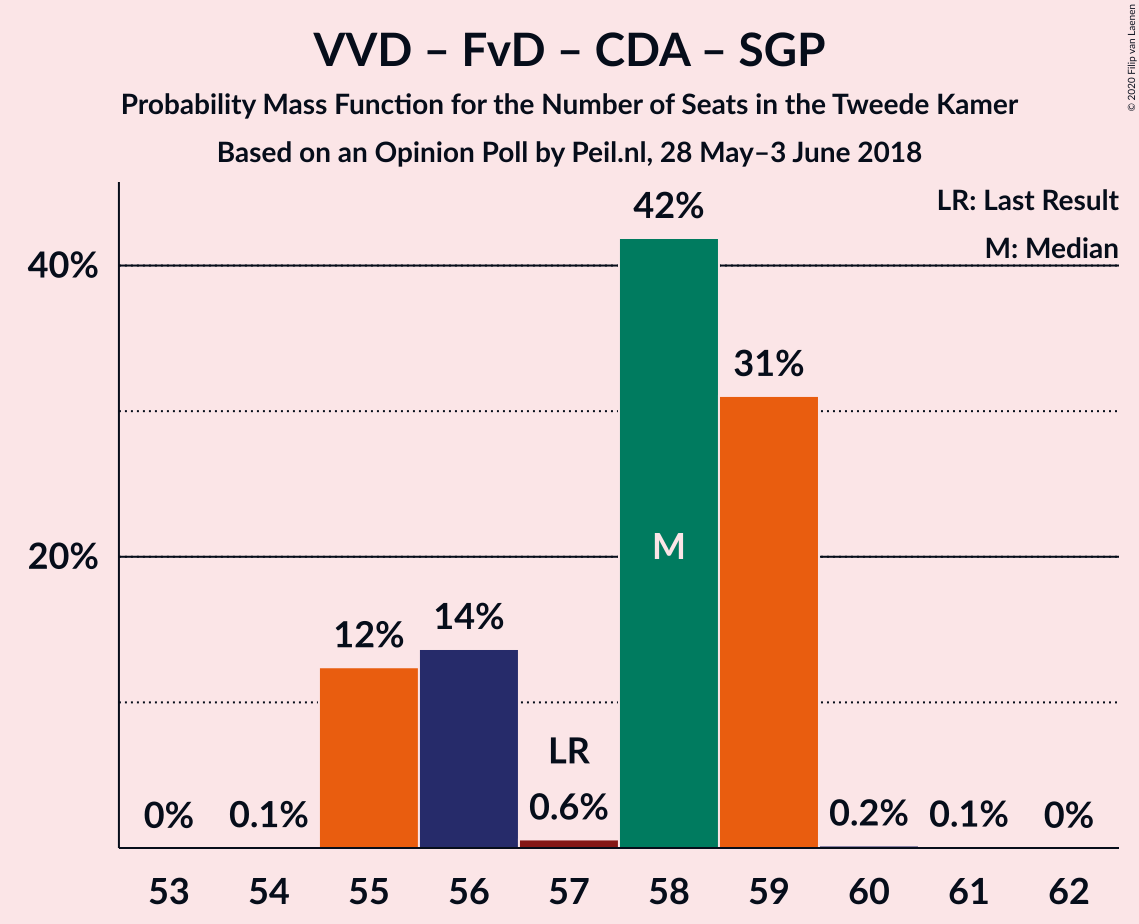 VVD – FvD – CDA – SGP
Probability Mass Function for the Number of Seats in the Tweede Kamer
Based on an Opinion Poll by Peil.nl, 28 May–3 June 2018
© 2020 Filip van Laenen
LR: Last Result
M: Median
40%
20%
0%
0.1%
12%
14%
LR
0.6%
42%
M
31%
0.2%
0.1%
0%
53 54 55 56 57 58 59 60 61 62